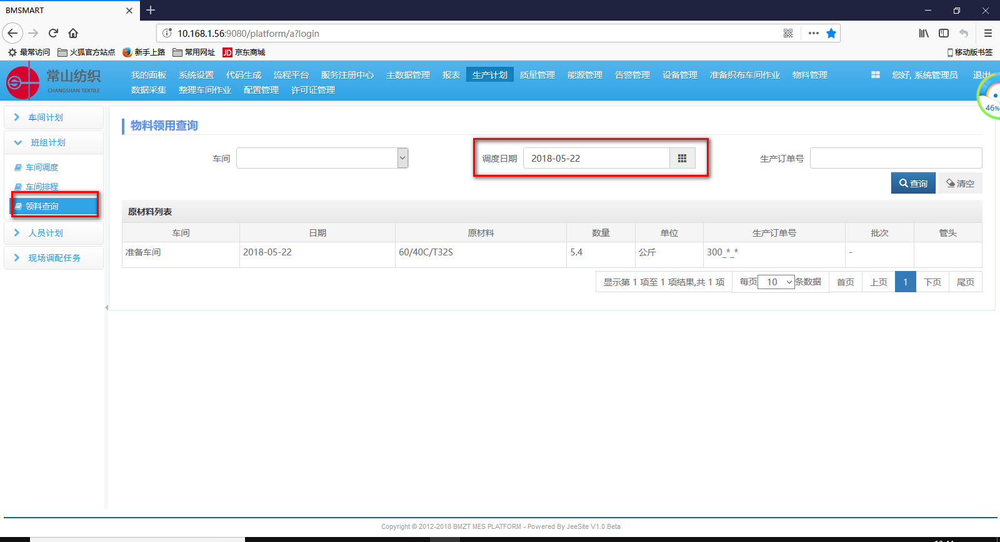 BMSMART
10.168.1.56:9080/platform/a?login
最常访问 火狐官方站点 新手上路 常用网址 JD 京东商城 移动版书签
常山纺织
CHANGSHAN TEXTILE
我的面板 系统设置 代码生成 流程平台 服务注册中心 主数据管理 报表 生产计划 质量管理 能源管理 告警管理 设备管理 准备织布车间作业 物料管理 您好, 系统管理员 退出
数据采集 整理车间作业 配置管理 许可证管理
46%
车间计划
班组计划
车间调度
车间排程
领料查询
人员计划
现场调配任务
物料领用查询
车间 调度日期 2018-05-22 生产订单号
查询 清空
原材料列表
车间 日期 原材料 数量 单位 生产订单号 批次 管头
准备车间 2018-05-22 60/40C/T32S 5.4 公斤 300_*_* -
显示第 1 项至 1 项结果,共 1 项 每页 10 条数据 首页 上页 1 下页 尾页
Copyright © 2012-2018 BMZT MES PLATFORM - Powered By JeeSite V1.0 Beta